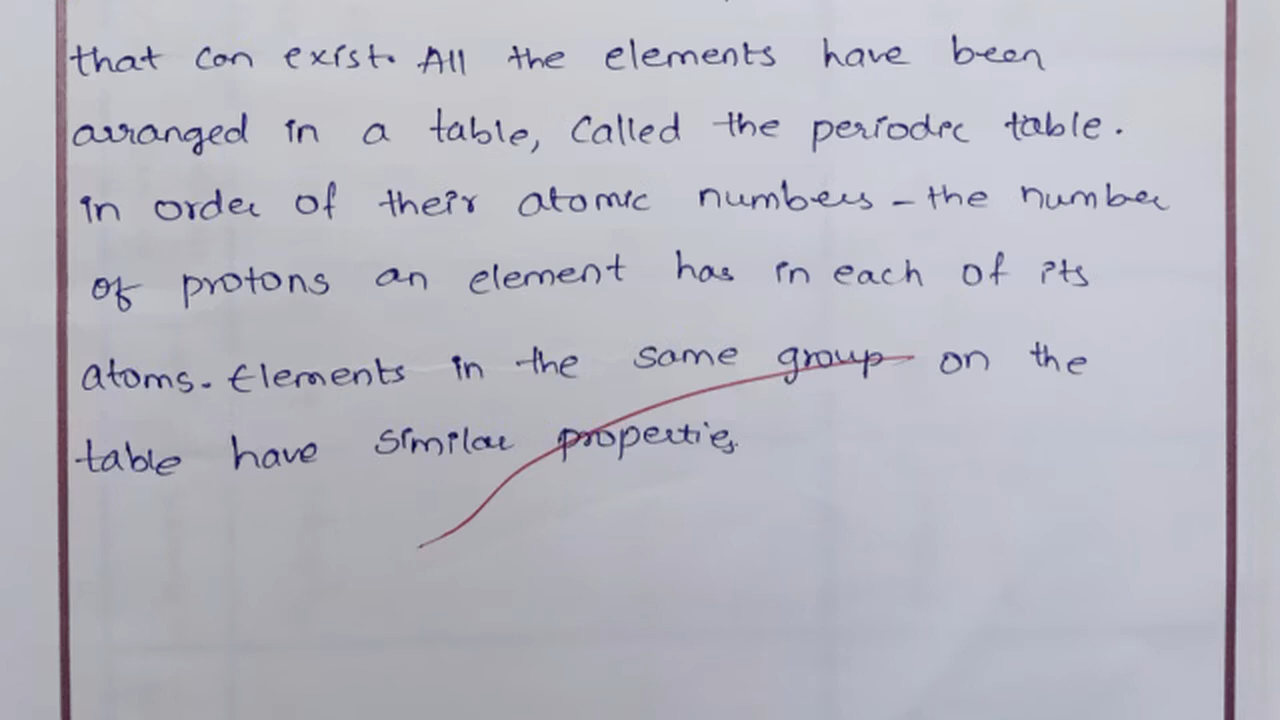 that can exist. All the elements have been
arranged in a table, called the periodic table.
in order of their atomic numbers - the number
of protons an element has in each of its
atoms. Elements in the same group on the
table have similar properties.